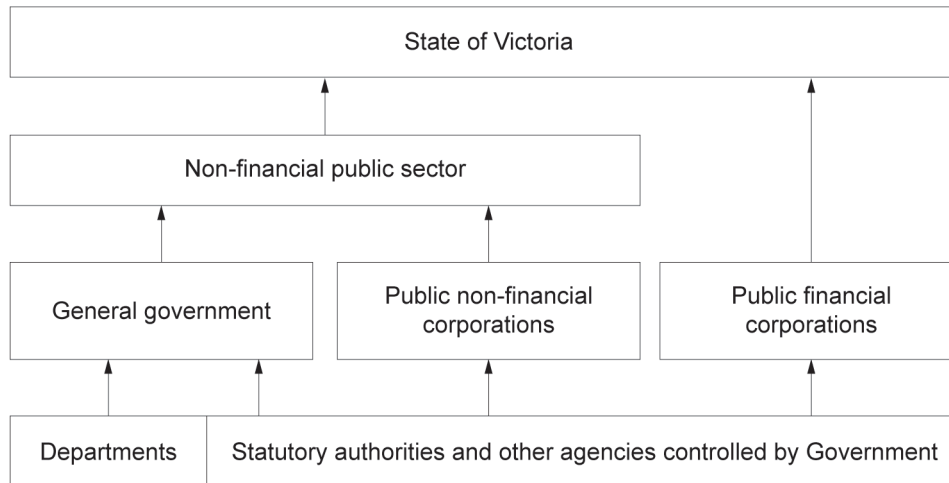 State of Victoria
Non-financial public sector
General government
Public non-financial
corporations
Public financial
corporations
Departments
Statutory authorities and other agencies controlled by Government